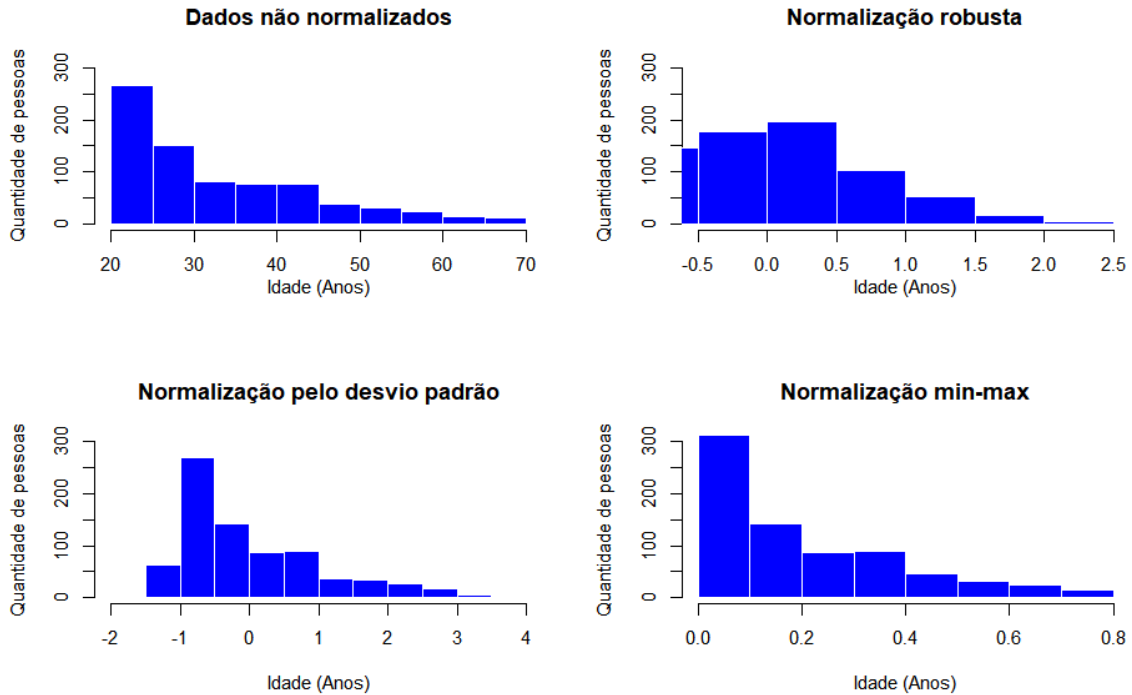 Dados não normalizados
Quantidade de pessoas
0 100 200 300
20 30 40 50 60 70
Idade (Anos)
Normalização robusta
Quantidade de pessoas
0 100 200 300
-0.5 0.0 0.5 1.0 1.5 2.0 2.5
Idade (Anos)
Normalização pelo desvio padrão
Quantidade de pessoas
0 100 200 300
-2 -1 0 1 2 3 4
Idade (Anos)
Normalização min-max
Quantidade de pessoas
0 100 200 300
0.0 0.2 0.4 0.6 0.8
Idade (Anos)